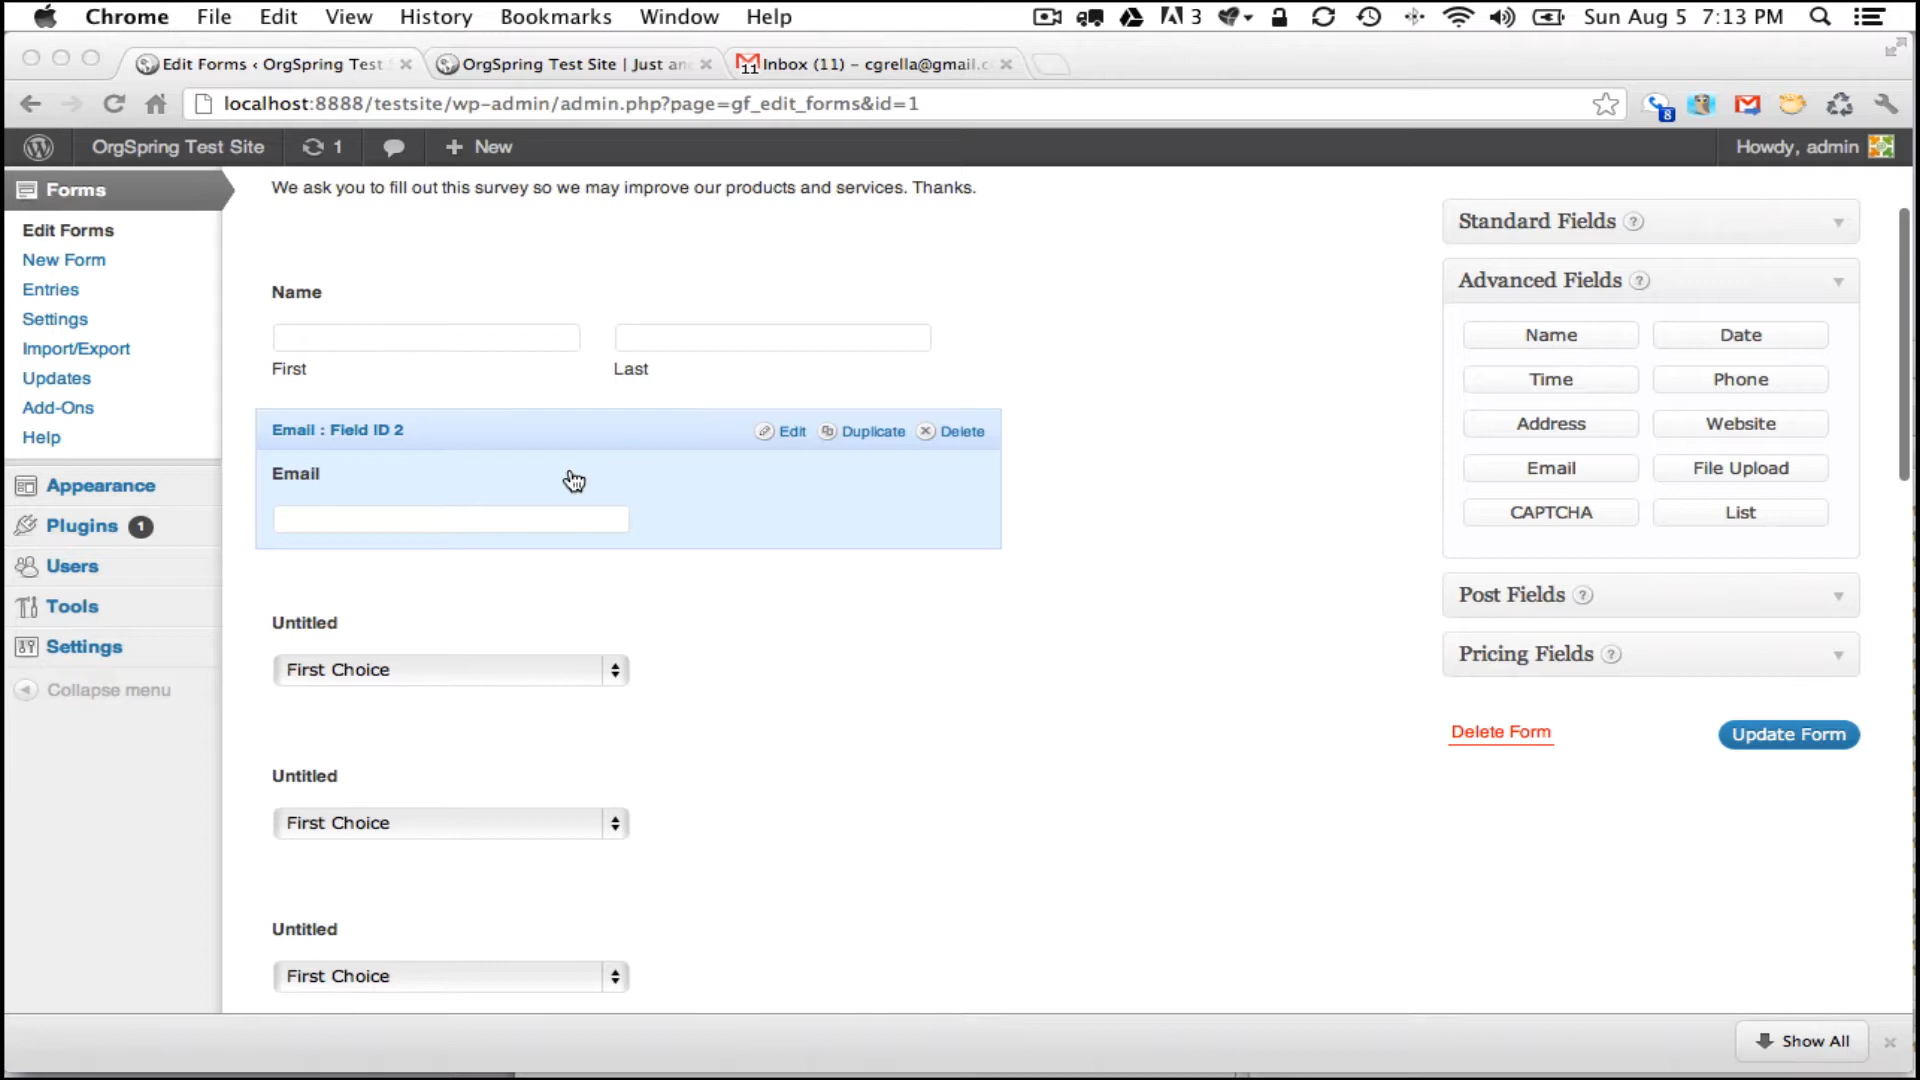 Chrome File Edit View History Bookmarks Window Help 3 Sun Aug 5 7:13 PM
Edit Forms ‹ OrgSpring Test
OrgSpring Test Site | Just an
11 Inbox (11) – cgrella@gmail.c
localhost:8888/testsite/wp-admin/admin.php?page=gf_edit_forms&id=1
8
OrgSpring Test Site 1 + New Howdy, admin
Forms
Edit Forms
New Form
Entries
Settings
Import/Export
Updates
Add-Ons
Help
Appearance
Plugins 1
Users
Tools
Settings
Collapse menu
We ask you to fill out this survey so we may improve our products and services. Thanks.
Name
First Last
Email : Field ID 2 Edit Duplicate Delete
Email
Untitled
First Choice
Untitled
First Choice
Untitled
First Choice
Standard Fields ?
Advanced Fields ?
Name Date
Time Phone
Address Website
Email File Upload
CAPTCHA List
Post Fields ?
Pricing Fields ?
Delete Form Update Form
Show All